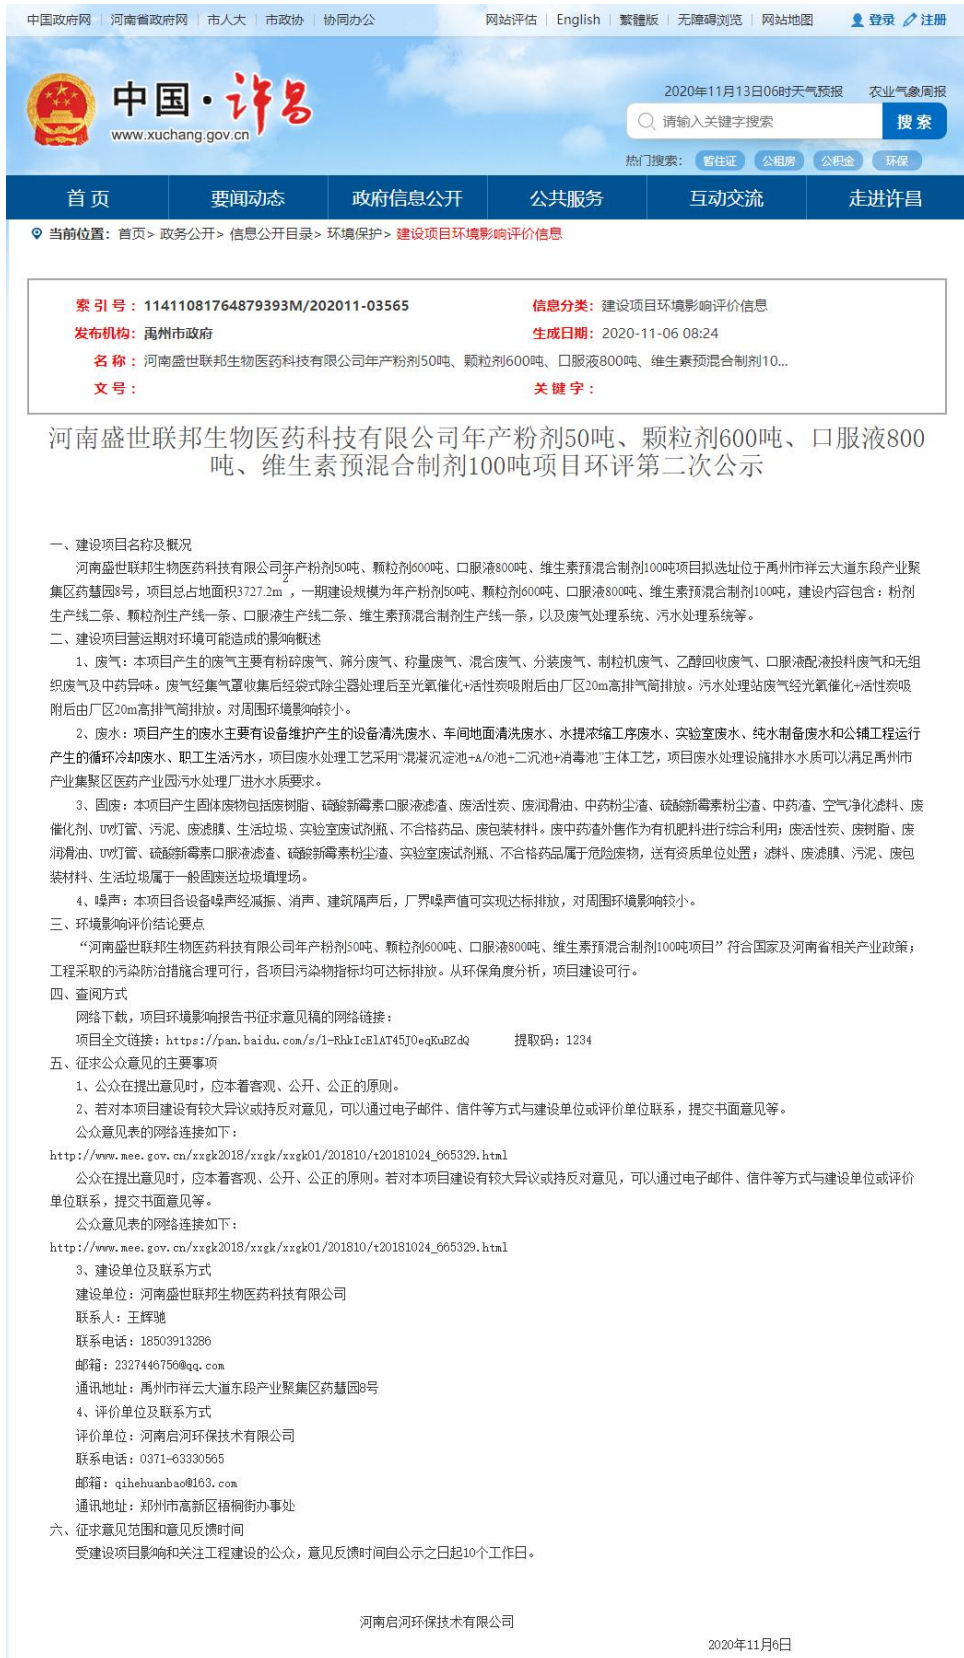 中国政府网 | 河南省政府网 | 市人大 | 市政协 | 协同办公 网站评估 | English | 繁體版 | 无障碍浏览 | 网站地图 登录 注册
中国·许昌
www.xuchang.gov.cn
2020年11月13日06时天气预报 农业气象周报
请输入关键字搜索 搜索
热门搜索： 暂住证 公租房 公积金 环保
首页 要闻动态 政府信息公开 公共服务 互动交流 走进许昌
当前位置：首页> 政务公开> 信息公开目录> 环境保护> 建设项目环境影响评价信息
索引号：11411081764879393M/202011-03565 信息分类：建设项目环境影响评价信息
发布机构：禹州市政府 生成日期：2020-11-06 08:24
名称：河南盛世联邦生物医药科技有限公司年产粉剂50吨、颗粒剂600吨、口服液800吨、维生素预混合制剂10...
文号： 关键字：
河南盛世联邦生物医药科技有限公司年产粉剂50吨、颗粒剂600吨、口服液800
吨、维生素预混合制剂100吨项目环评第二次公示
一、建设项目名称及概况
河南盛世联邦生物医药科技有限公司年产粉剂50吨、颗粒剂600吨、口服液800吨、维生素预混合制剂100吨项目拟选址位于禹州市祥云大道东段产业聚
集区药慧园8号，项目总占地面积3727.2m²，一期建设规模为年产粉剂50吨、颗粒剂600吨、口服液800吨、维生素预混合制剂100吨，建设内容包含：粉剂
生产线二条、颗粒剂生产线一条、口服液生产线二条、维生素预混合制剂生产线一条，以及废气处理系统、污水处理系统等。
二、建设项目营运期对环境可能造成的影响概述
1、废气：本项目产生的废气主要有粉碎废气、筛分废气、称量废气、混合废气、分装废气、制粒机废气、乙醇回收废气、口服液配液投料废气和无组
织废气及中药异味。废气经集气罩收集后经袋式除尘器处理后至光氧催化+活性炭吸附后由厂区20m高排气筒排放。污水处理站废气经光氧催化+活性炭吸
附后由厂区20m高排气筒排放。对周围环境影响较小。
2、废水：项目产生的废水主要有设备维护产生的设备清洗废水、车间地面清洗废水、水提浓缩工序废水、实验室废水、纯水制备废水和公辅工程运行
产生的循环冷却废水、职工生活污水，项目废水处理工艺采用“混凝沉淀池+A/O池+二沉池+消毒池”主体工艺，项目废水处理设施排水水质可以满足禹州市
产业集聚区医药产业园污水处理厂进水水质要求。
3、固废：本项目产生固体废物包括废树脂、硫酸新霉素口服液滤渣、废活性炭、废润滑油、中药粉尘渣、硫酸新霉素粉尘渣、中药渣、空气净化滤料、废
催化剂、UV灯管、污泥、废滤膜、生活垃圾、实验室废试剂瓶、不合格药品、废包装材料。废中药渣外售作为有机肥料进行综合利用；废活性炭、废树脂、废
润滑油、UV灯管、硫酸新霉素口服液滤渣、硫酸新霉素粉尘渣、实验室废试剂瓶、不合格药品属于危险废物，送有资质单位处置；滤料、废滤膜、污泥、废包
装材料、生活垃圾属于一般固废送垃圾填埋场。
4、噪声：本项目各设备噪声经减振、消声、建筑隔声后，厂界噪声值可实现达标排放，对周围环境影响较小。
三、环境影响评价结论要点
“河南盛世联邦生物医药科技有限公司年产粉剂50吨、颗粒剂600吨、口服液800吨、维生素预混合制剂100吨项目”符合国家及河南省相关产业政策；
工程采取的污染防治措施合理可行，各项目污染物指标均可达标排放。从环保角度分析，项目建设可行。
四、查阅方式
网络下载，项目环境影响报告书征求意见稿的网络链接：
项目全文链接：https://pan.baidu.com/s/1-RhkIcElAT45J0eqKuBZdQ 提取码：1234
五、征求公众意见的主要事项
1、公众在提出意见时，应本着客观、公开、公正的原则。
2、若对本项目建设有较大异议或持反对意见，可以通过电子邮件、信件等方式与建设单位或评价单位联系，提交书面意见等。
公众意见表的网络连接如下：
http://www.mee.gov.cn/xxgk2018/xxgk/xxgk01/201810/t20181024_665329.html
公众在提出意见时，应本着客观、公开、公正的原则。若对本项目建设有较大异议或持反对意见，可以通过电子邮件、信件等方式与建设单位或评价
单位联系，提交书面意见等。
公众意见表的网络连接如下：
http://www.mee.gov.cn/xxgk2018/xxgk/xxgk01/201810/t20181024_665329.html
3、建设单位及联系方式
建设单位：河南盛世联邦生物医药科技有限公司
联系人：王辉驰
联系电话：18503913286
邮箱：2327446756@qq.com
通讯地址：禹州市祥云大道东段产业聚集区药慧园8号
4、评价单位及联系方式
评价单位：河南启河环保技术有限公司
联系电话：0371-63330565
邮箱：qihehuanbao@163.com
通讯地址：郑州市高新区梧桐街办事处
六、征求意见范围和意见反馈时间
受建设项目影响和关注工程建设的公众，意见反馈时间自公示之日起10个工作日。
河南启河环保技术有限公司
2020年11月6日